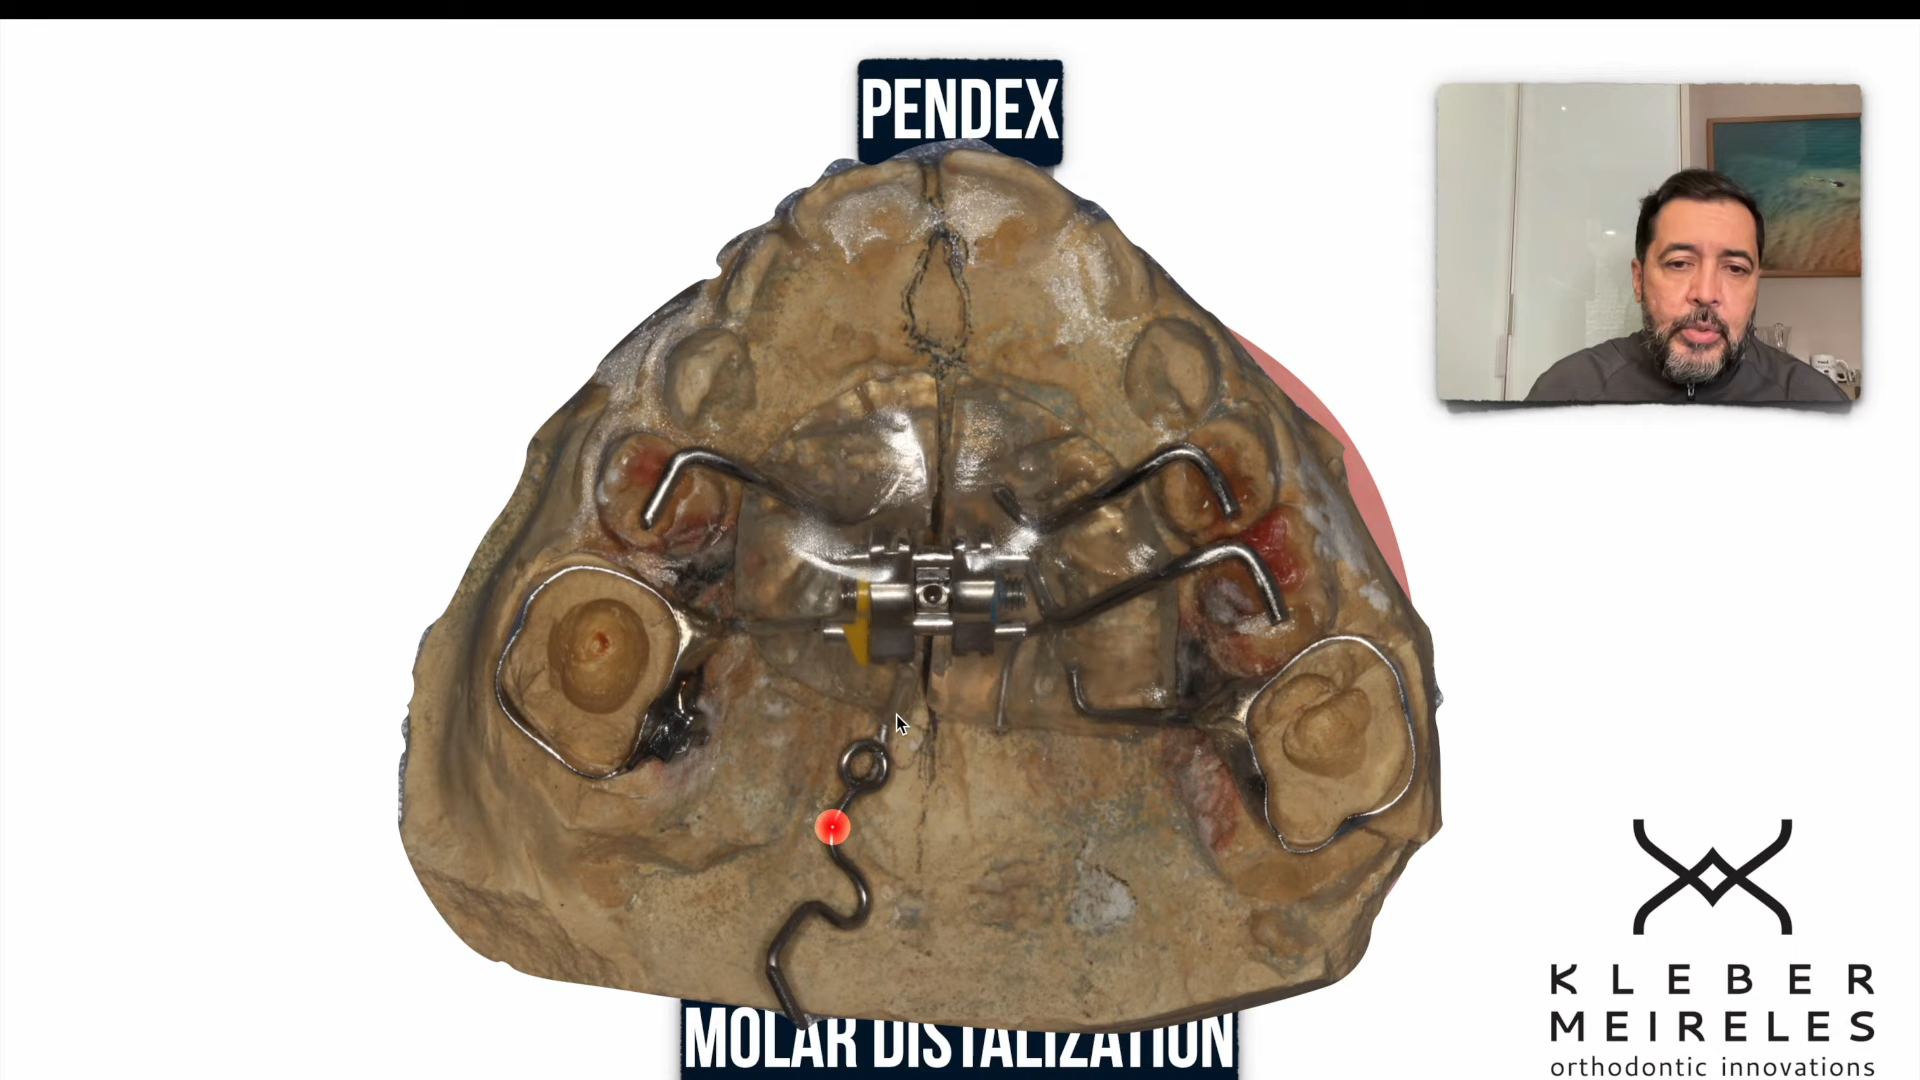 PENDEX
MOLAR DISTALIZATION
KLEBER
MEIRELES
orthodontic innovations